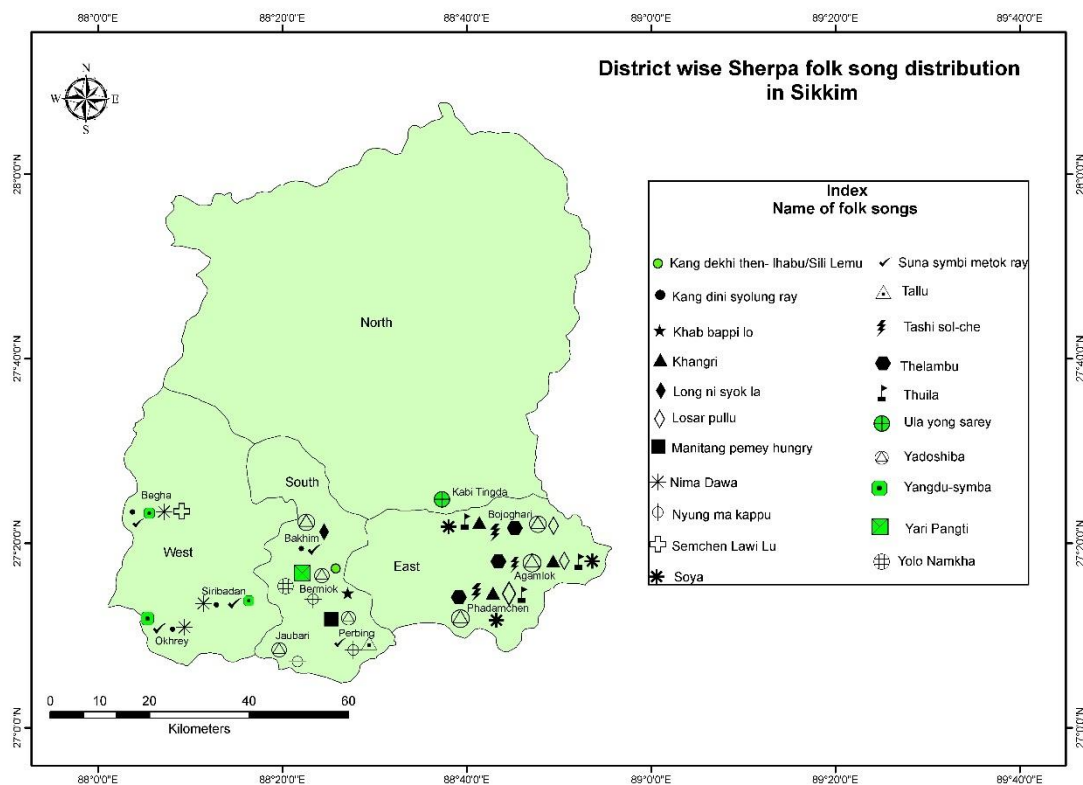 88°0'0"E 88°20'0"E 88°40'0"E 89°0'0"E 89°20'0"E 89°40'0"E
District wise Sherpa folk song distribution
in Sikkim
N
W E
S
28°0'0"N
27°40'0"N
27°20'0"N
27°0'0"N
28°0'0"N
27°40'0"N
27°20'0"N
27°0'0"N
Index
Name of folk songs
Kang dekhi then- lhabu/Sili Lemu
Kang dini syolung ray
Khab bappi lo
Khangri
Long ni syok la
Losar pullu
Manitang pemey hungry
Nima Dawa
Nyung ma kappu
Semchen Lawi Lu
Soya
Suna symbi metok ray
Tallu
Tashi sol-che
Thelambu
Thuila
Ula yong sarey
Yadoshiba
Yangdu-symba
Yari Pangti
Yolo Namkha
North
South
West
East
Kabi Tingda
Begha
Bojoghari
Bakhim
Agamlok
Bermiok
Siribadan
Phadamchen
Okhrey
Jaubari
Perbing
0 10 20 40 60
Kilometers
88°0'0"E 88°20'0"E 88°40'0"E 89°0'0"E 89°20'0"E 89°40'0"E